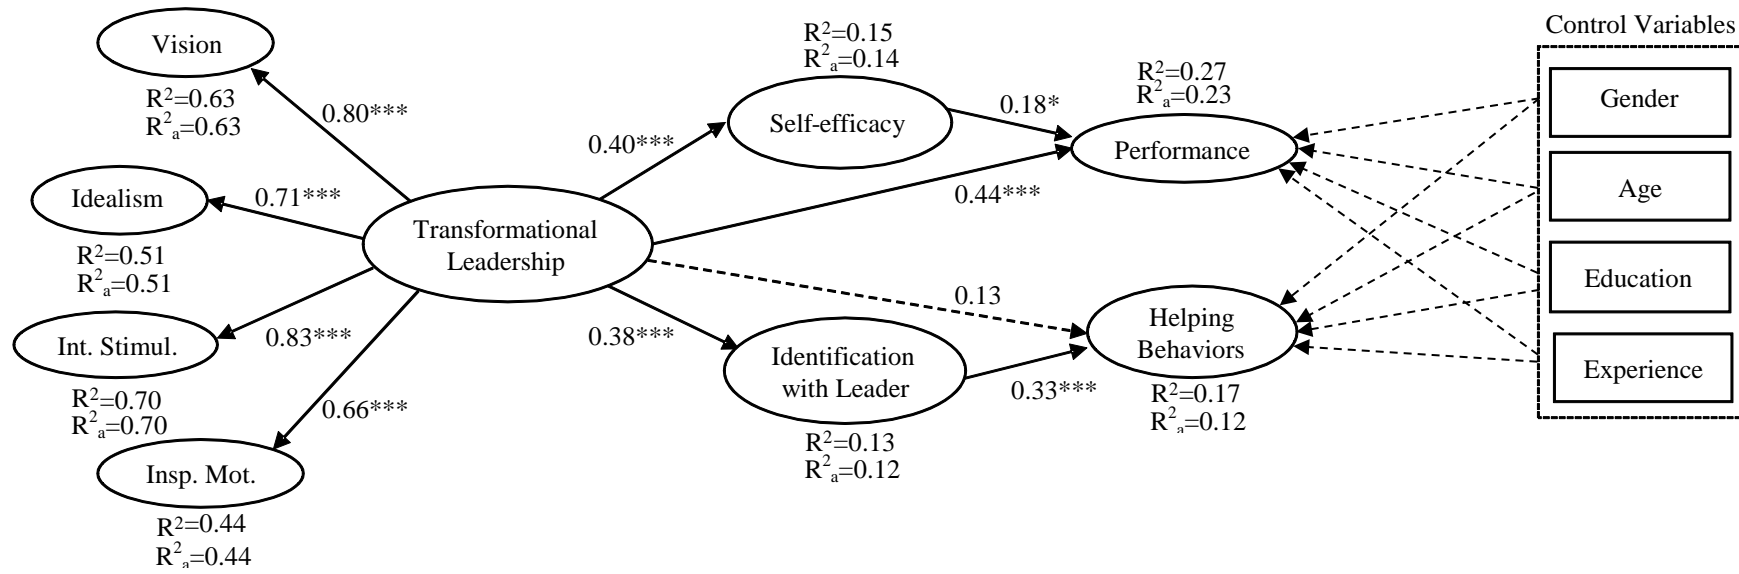 Control Variables
Vision
R²=0.63
R²ₐ=0.63
0.80***
Idealism
R²=0.51
R²ₐ=0.51
0.71***
Int. Stimul.
R²=0.70
R²ₐ=0.70
0.83***
Insp. Mot.
R²=0.44
R²ₐ=0.44
0.66***
Transformational
Leadership
0.40***
R²=0.15
R²ₐ=0.14
Self-efficacy
0.18*
0.44***
0.13
0.38***
Identification
with Leader
R²=0.13
R²ₐ=0.12
0.33***
R²=0.27
R²ₐ=0.23
Performance
Helping
Behaviors
R²=0.17
R²ₐ=0.12
Gender
Age
Education
Experience